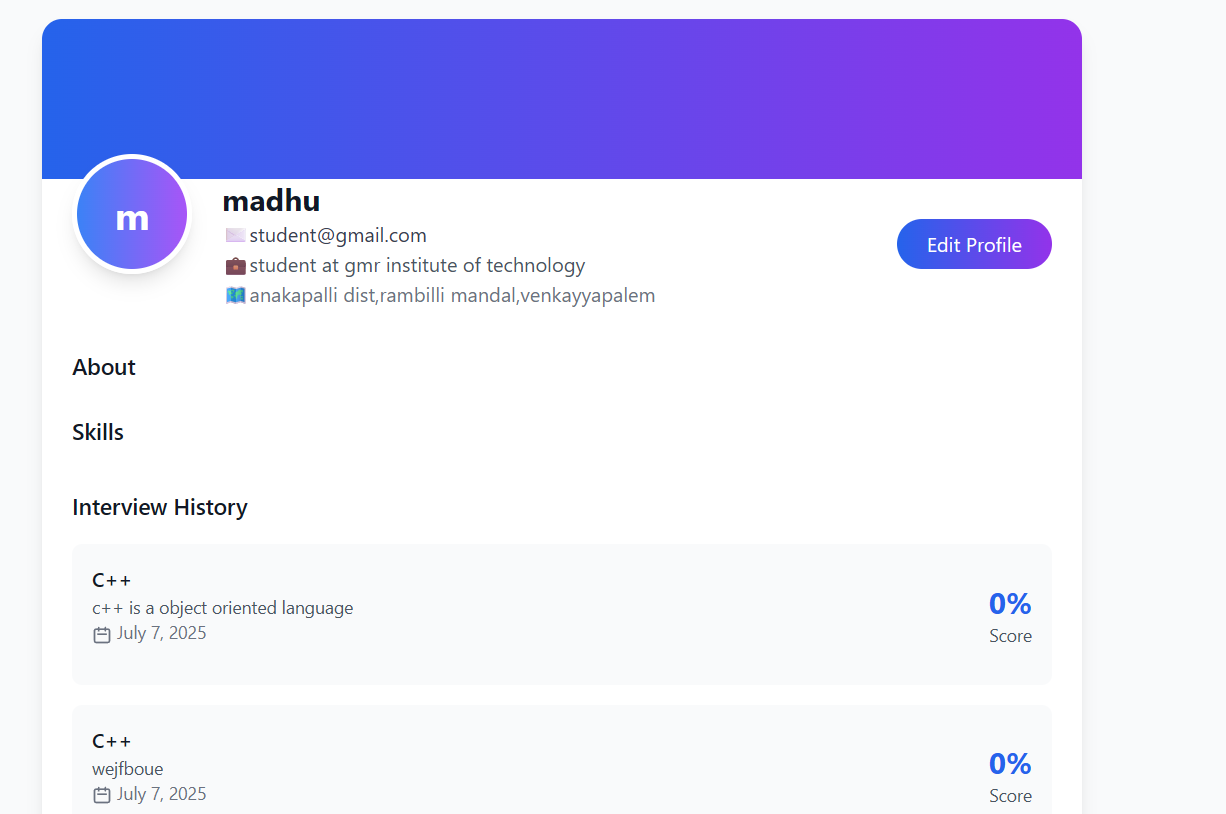 m
madhu
student@gmail.com
student at gmr institute of technology
anakapalli dist,rambilli mandal,venkayyapalem
Edit Profile
About
Skills
Interview History
C++
c++ is a object oriented language
July 7, 2025
0%
Score
C++
wejfboue
July 7, 2025
0%
Score